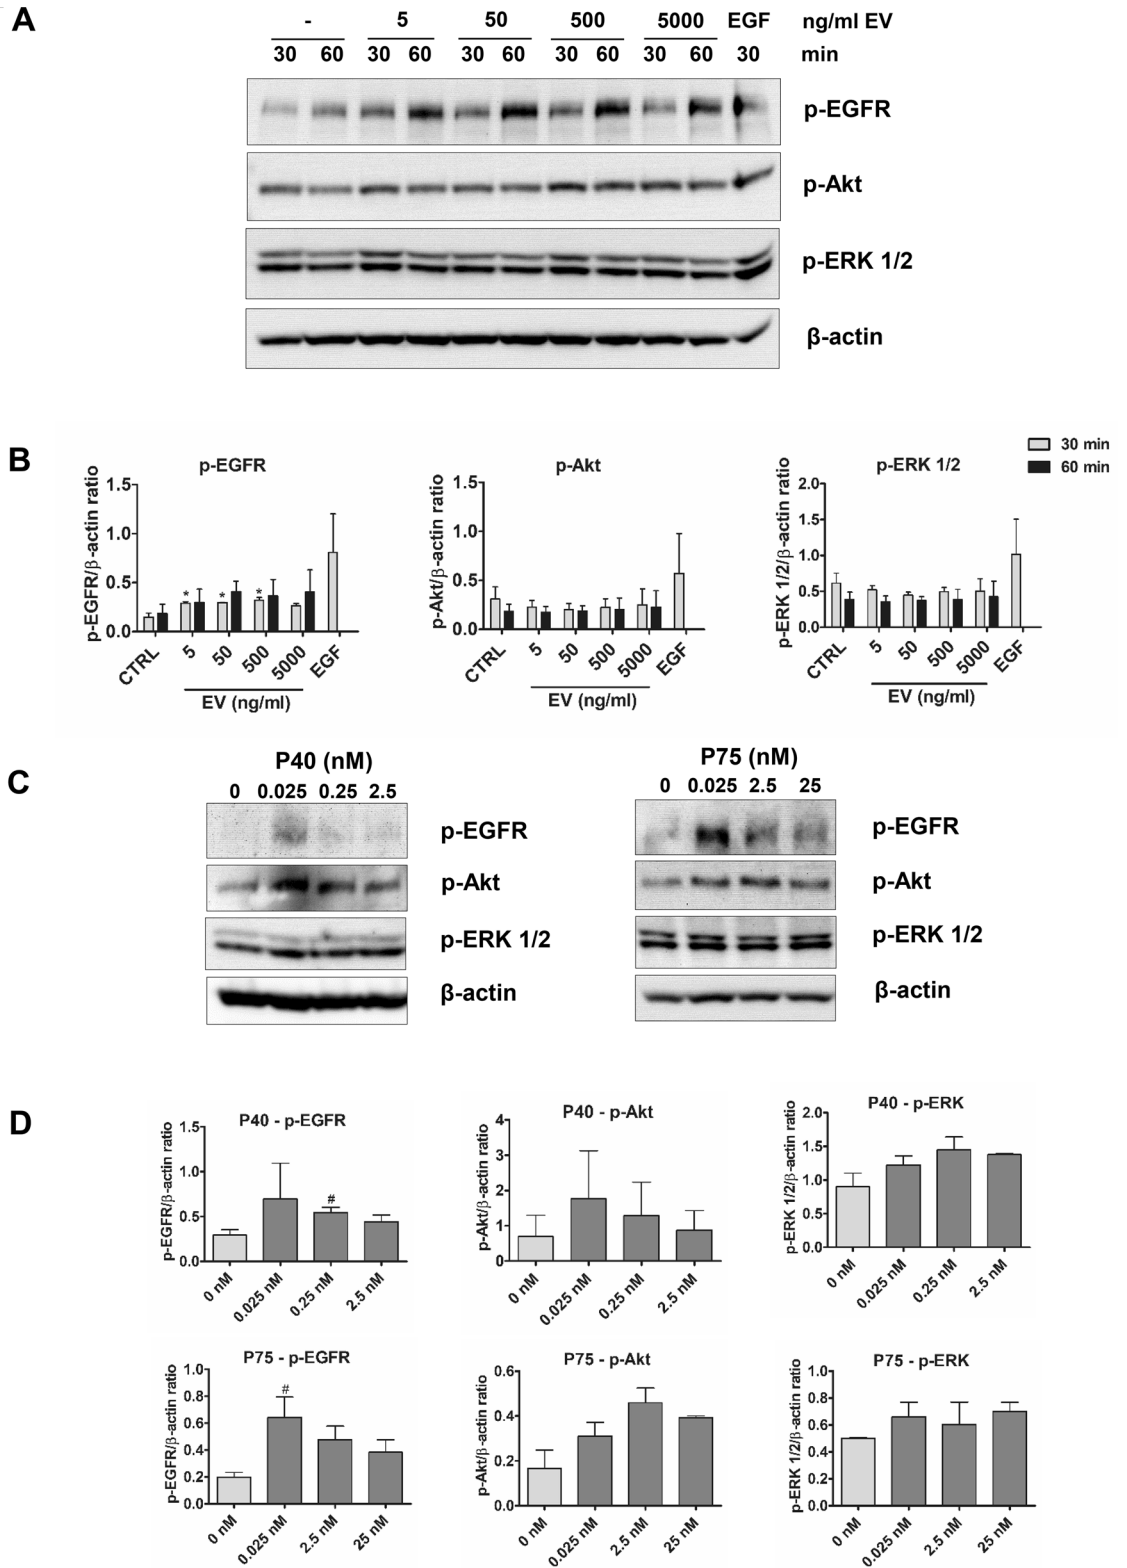 A
- 5 50 500 5000 EGF ng/ml EV
30 60 30 60 30 60 30 60 30 60 30 min
p-EGFR
p-Akt
p-ERK 1/2
β-actin
B
30 min
60 min
p-EGFR
p-EGFR/β-actin ratio
1.5
1.0
0.5
0.0
* * *
CTRL 5 50 500 5000 EGF
EV (ng/ml)
p-Akt
p-Akt/β-actin ratio
1.5
1.0
0.5
0.0
CTRL 5 50 500 5000 EGF
EV (ng/ml)
p-ERK 1/2
p-ERK 1/2/β-actin ratio
2.0
1.5
1.0
0.5
0.0
CTRL 5 50 500 5000 EGF
EV (ng/ml)
C
P40 (nM)
0 0.025 0.25 2.5
p-EGFR
p-Akt
p-ERK 1/2
β-actin
P75 (nM)
0 0.025 2.5 25
p-EGFR
p-Akt
p-ERK 1/2
β-actin
D
P40 - p-EGFR
p-EGFR/β-actin ratio
1.5
1.0
0.5
0.0
#
0 nM 0.025 nM 0.25 nM 2.5 nM
P40 - p-Akt
p-Akt/β-actin ratio
4
3
2
1
0
0 nM 0.025 nM 0.25 nM 2.5 nM
P40 - p-ERK
p-ERK 1/2/β-actin ratio
2.0
1.5
1.0
0.5
0.0
0 nM 0.025 nM 0.25 nM 2.5 nM
P75 - p-EGFR
p-EGFR/β-actin ratio
1.0
0.8
0.6
0.4
0.2
0.0
#
0 nM 0.025 nM 2.5 nM 25 nM
P75 - p-Akt
p-Akt/β-actin ratio
0.6
0.4
0.2
0.0
0 nM 0.025 nM 2.5 nM 25 nM
P75 - p-ERK
p-ERK 1/2/β-actin ratio
1.0
0.8
0.6
0.4
0.2
0.0
0 nM 0.025 nM 2.5 nM 25 nM